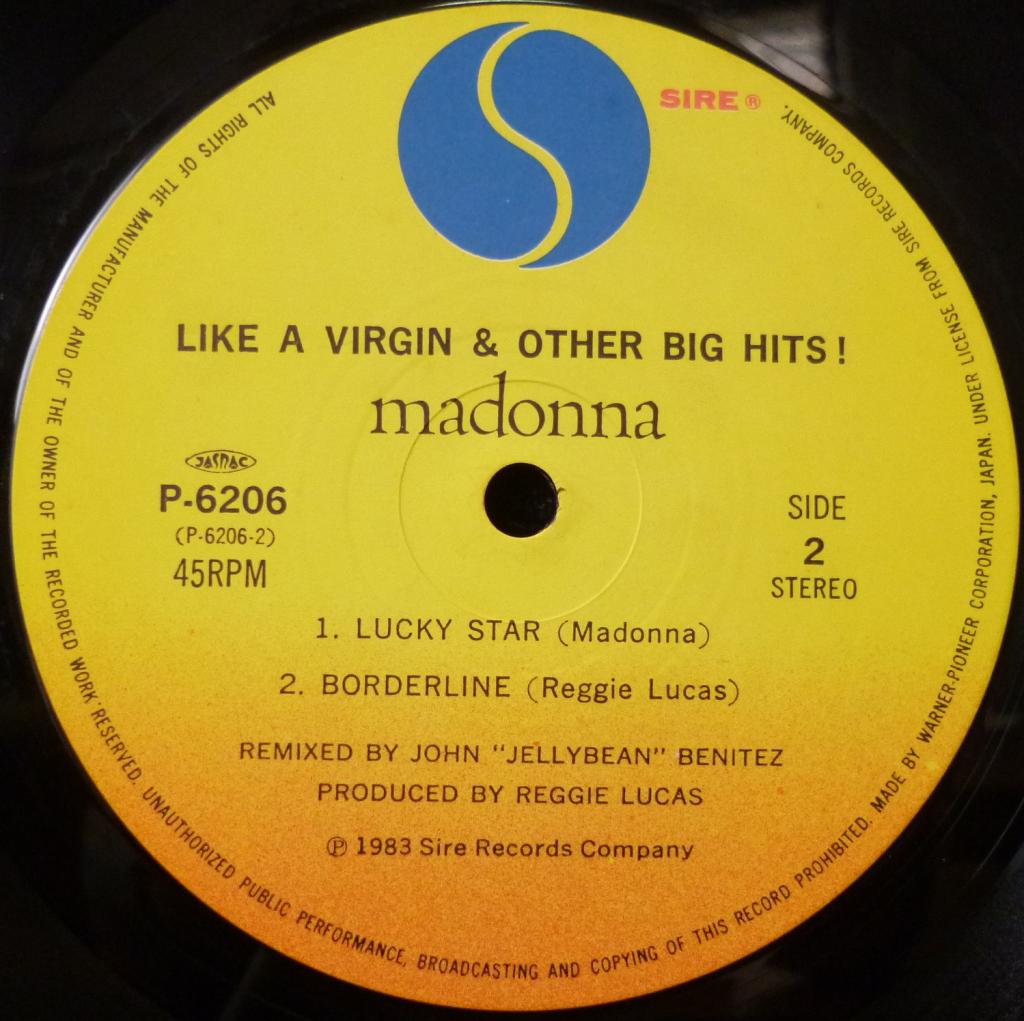 SIRE ®
LIKE A VIRGIN & OTHER BIG HITS!
madonna
JASRAC
P-6206
(P-6206-2)
45RPM
SIDE
2
STEREO
1. LUCKY STAR (Madonna)
2. BORDERLINE (Reggie Lucas)
REMIXED BY JOHN "JELLYBEAN" BENITEZ
PRODUCED BY REGGIE LUCAS
℗ 1983 Sire Records Company
ALL RIGHTS OF THE MANUFACTURER AND OF THE OWNER OF THE RECORDED WORK RESERVED. UNAUTHORIZED PUBLIC PERFORMANCE, BROADCASTING AND COPYING OF THIS RECORD PROHIBITED. MADE BY WARNER-PIONEER CORPORATION, JAPAN. UNDER LICENSE FROM SIRE RECORDS COMPANY.